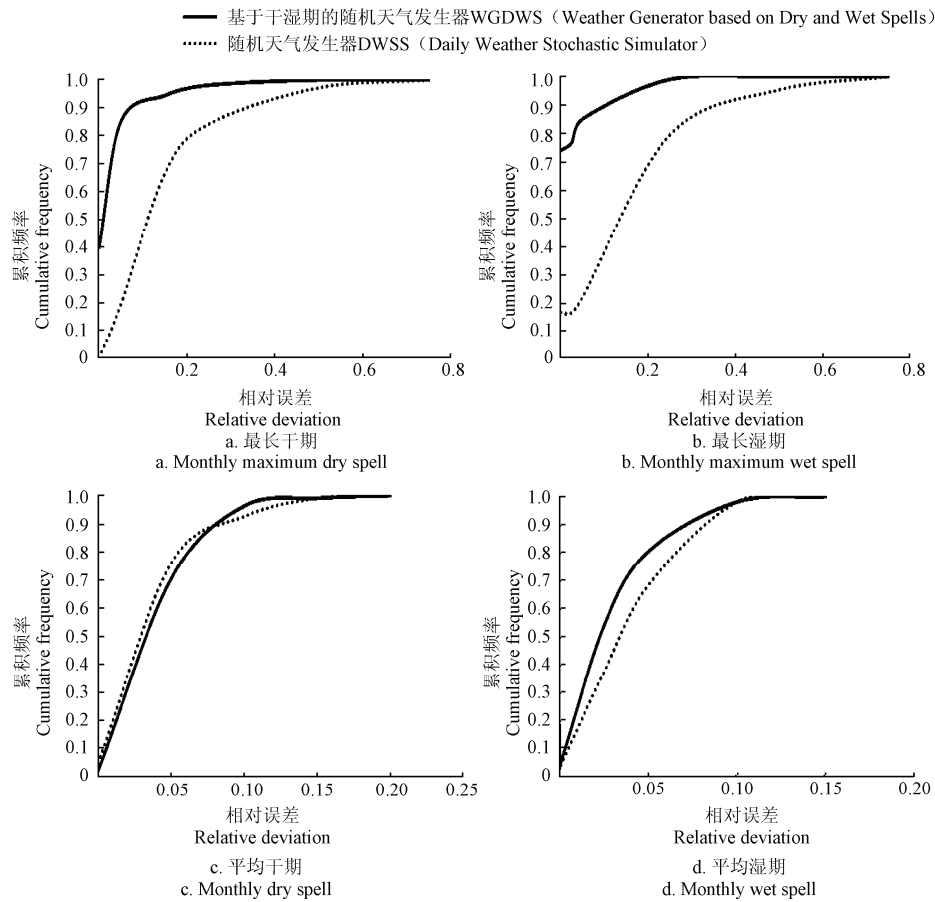 基于干湿期的随机天气发生器WGDWS（Weather Generator based on Dry and Wet Spells）
随机天气发生器DWSS（Daily Weather Stochastic Simulator）
累积频率
Cumulative frequency
1.0
0.9
0.8
0.7
0.6
0.5
0.4
0.3
0.2
0.1
0
0.2
0.4
0.6
0.8
相对误差
Relative deviation
a. 最长干期
a. Monthly maximum dry spell
累积频率
Cumulative frequency
1.0
0.9
0.8
0.7
0.6
0.5
0.4
0.3
0.2
0.1
0
0.2
0.4
0.6
0.8
相对误差
Relative deviation
b. 最长湿期
b. Monthly maximum wet spell
累积频率
Cumulative frequency
1.0
0.9
0.8
0.7
0.6
0.5
0.4
0.3
0.2
0.1
0
0.05
0.10
0.15
0.20
0.25
相对误差
Relative deviation
c. 平均干期
c. Monthly dry spell
累积频率
Cumulative frequency
1.0
0.9
0.8
0.7
0.6
0.5
0.4
0.3
0.2
0.1
0
0.05
0.10
0.15
0.20
相对误差
Relative deviation
d. 平均湿期
d. Monthly wet spell